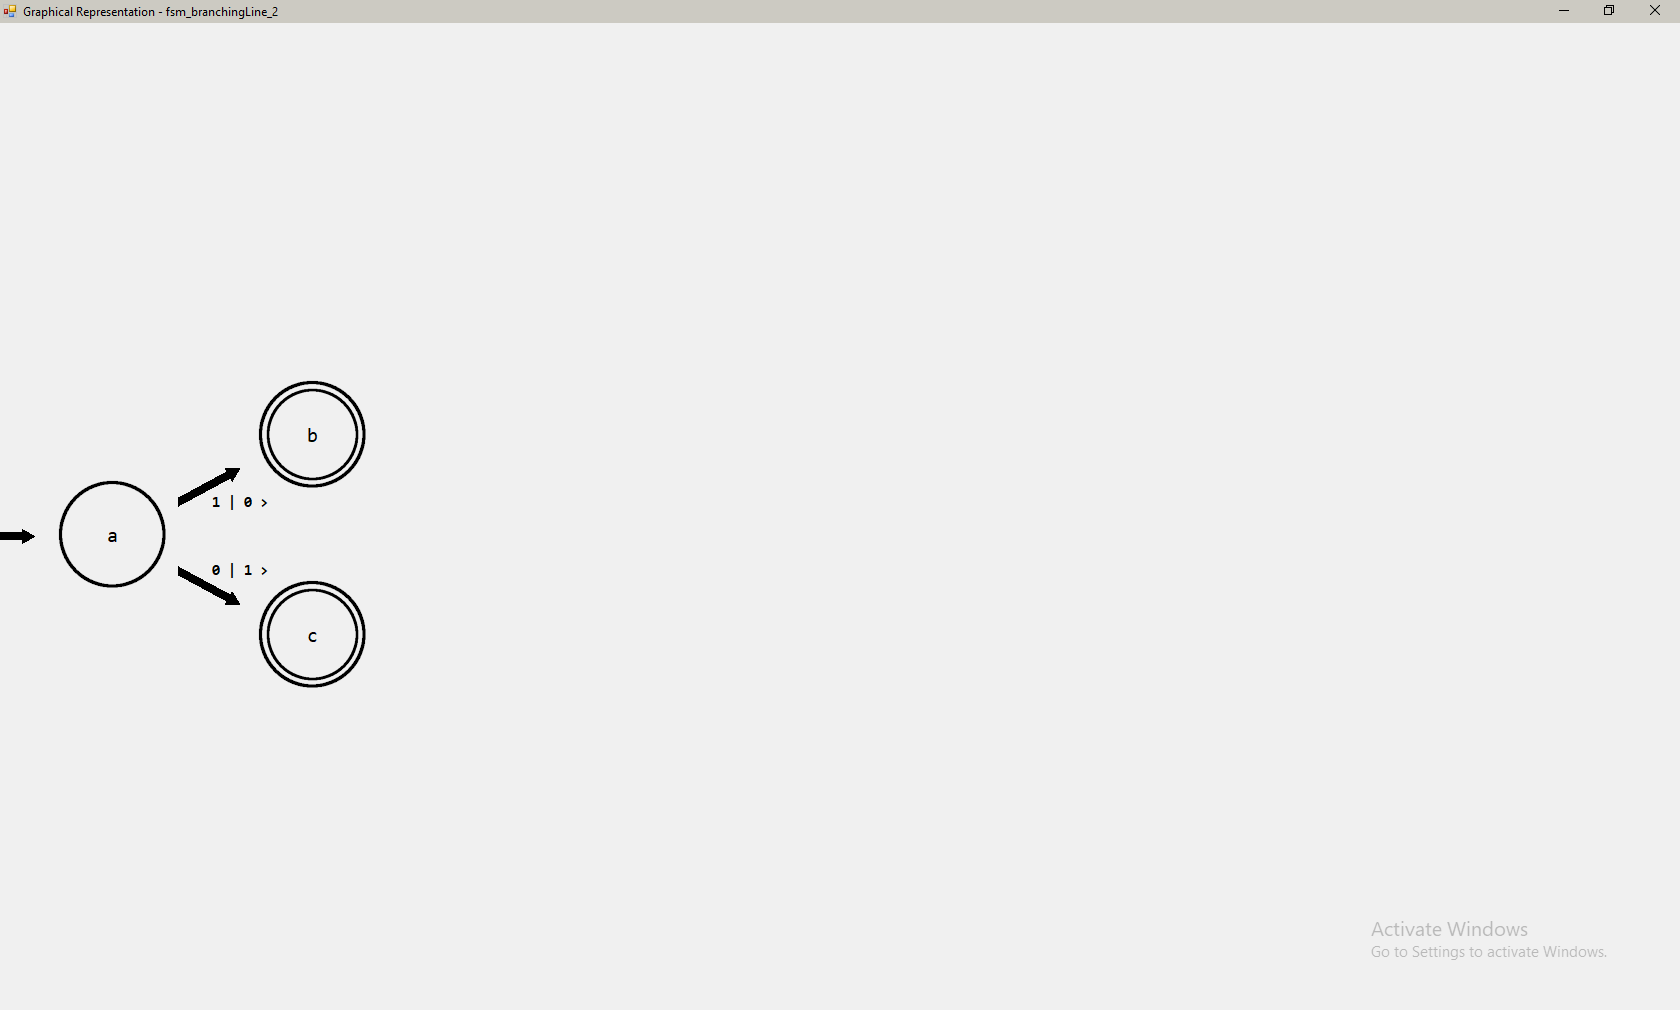 Graphical Representation - fsm_branchingLine_2
b
1 | 0 >
a
0 | 1 >
c
Activate Windows
Go to Settings to activate Windows.